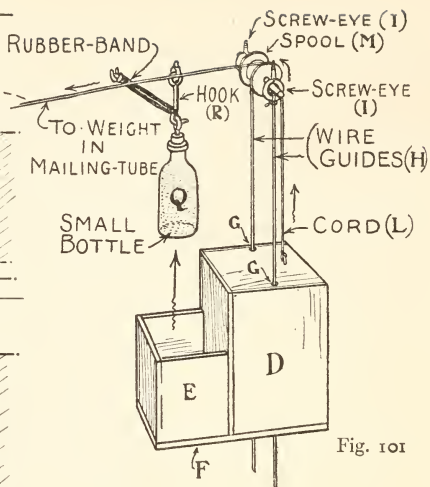 SCREW-EYE (I)
SPOOL (M)
RUBBER-BAND
HOOK
(R)
SCREW-EYE
(I)
TO WEIGHT
IN
MAILING-TUBE
WIRE
GUIDES (H)
Q
SMALL
BOTTLE
G
CORD (L)
G
D
E
F
Fig. 101